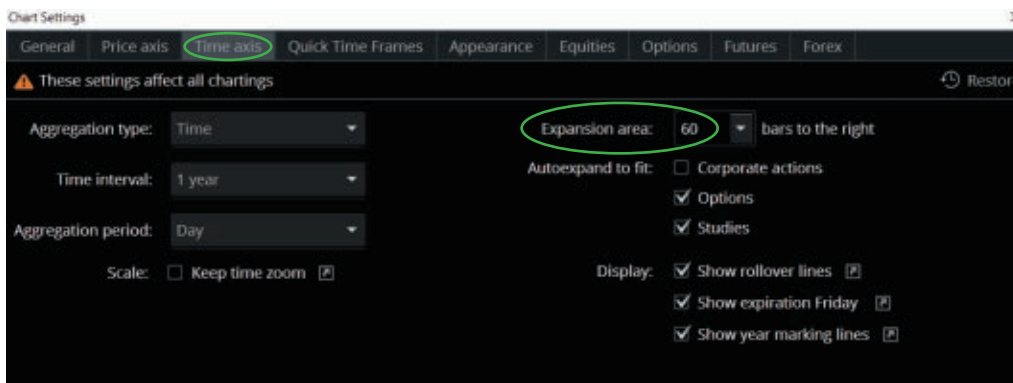 Chart Settings
General Price axis Time axis Quick Time Frames Appearance Equities Options Futures Forex
These settings affect all chartings Restor
Aggregation type: Time Expansion area: 60 bars to the right
Autoexpand to fit: Corporate actions
Time interval: 1 year
Options
Aggregation period: Day Studies
Scale: Keep time zoom Display: Show rollover lines
Show expiration Friday
Show year marking lines